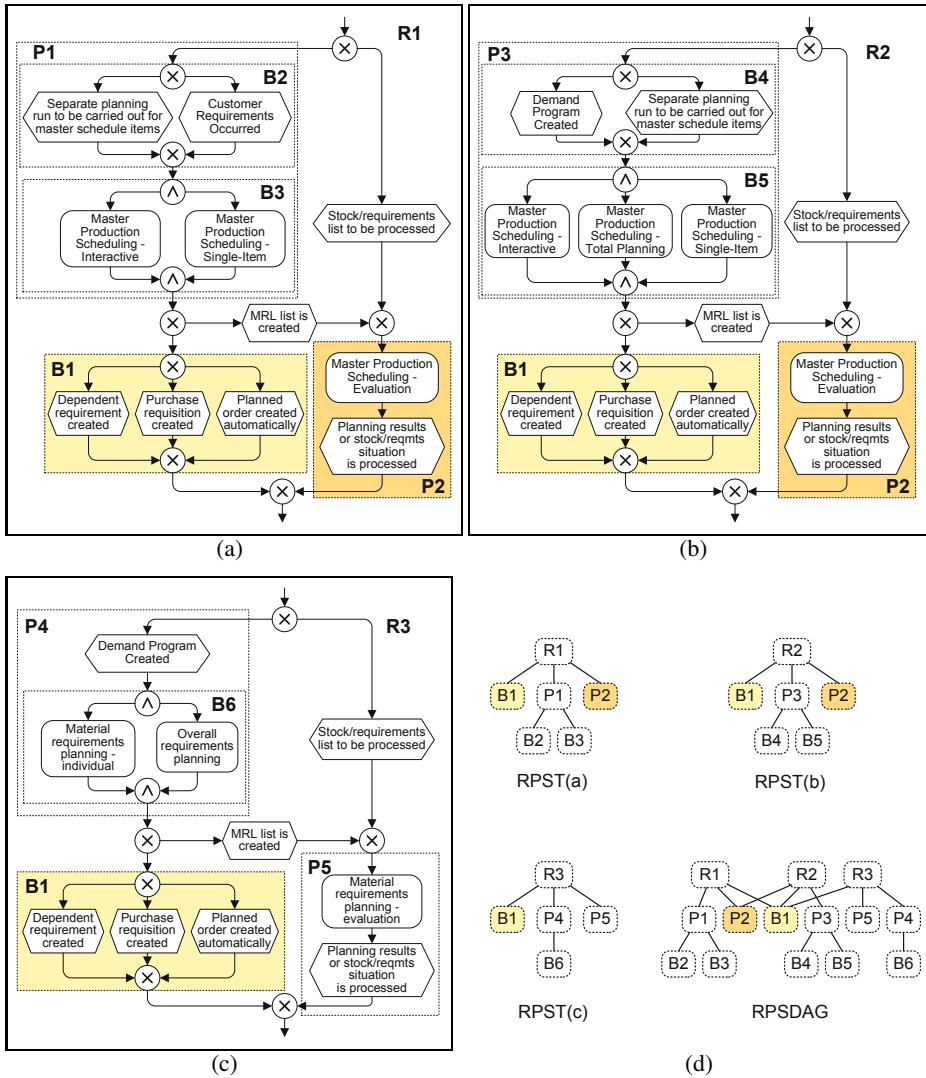 R1
P1
B2
Separate planning
run to be carried out for
master schedule items
Customer
Requirements
Occurred
B3
Master
Production
Scheduling -
Interactive
Master
Production
Scheduling -
Single-Item
Stock/requirements
list to be processed
MRL list is
created
B1
Dependent
requirement
created
Purchase
requisition
created
Planned
order created
automatically
Master Production
Scheduling -
Evaluation
Planning results
or stock/reqmts
situation
is processed
P2
(a)
R2
P3
B4
Demand
Program
Created
Separate planning
run to be carried out for
master schedule items
B5
Master
Production
Scheduling -
Interactive
Master
Production
Scheduling -
Total Planning
Master
Production
Scheduling -
Single-Item
Stock/requirements
list to be processed
MRL list is
created
B1
Dependent
requirement
created
Purchase
requisition
created
Planned
order created
automatically
Master Production
Scheduling -
Evaluation
Planning results
or stock/reqmts
situation
is processed
P2
(b)
R3
P4
Demand Program
Created
B6
Material
requirements
planning -
individual
Overall
requirements
planning
Stock/requirements
list to be processed
MRL list is
created
B1
Dependent
requirement
created
Purchase
requisition
created
Planned
order created
automatically
P5
Material
requirements
planning -
evaluation
Planning results
or stock/reqmts
situation
is processed
(c)
R1
B1 P1 P2
B2 B3
RPST(a)
R2
B1 P3 P2
B4 B5
RPST(b)
R3
B1 P4 P5
B6
RPST(c)
R1 R2 R3
P1 P2 B1 P3 P5 P4
B2 B3 B4 B5 B6
RPSDAG
(d)